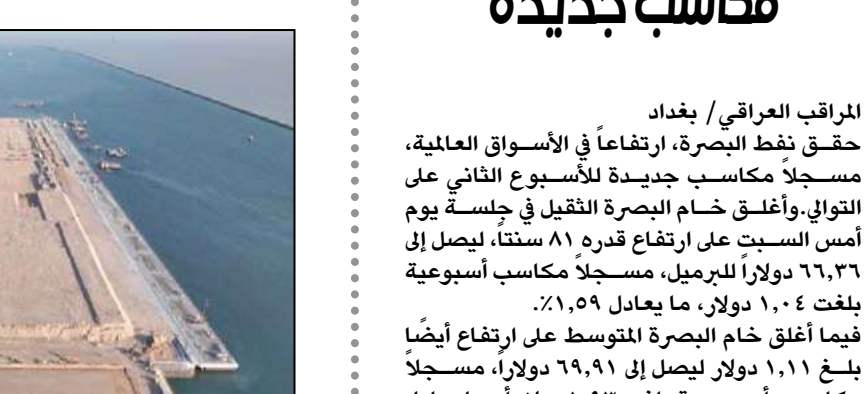 مكاسب جديدة
المراقب العراقي/ بغداد
حقق نفط البصرة، ارتفاعاً في الأسواق العالمية،
مسجلاً مكاسب جديدة للأسبوع الثاني على
التوالي.وأغلق خام البصرة الثقيل في جلسة يوم
أمس السبت على ارتفاع قدره ٨١ سنتاً، ليصل إلى
٦٦,٣٦ دولاراً للبرميل، مسجلاً مكاسب أسبوعية
بلغت ١,٠٤ دولار، ما يعادل ١,٥٩٪.
فيما أغلق خام البصرة المتوسط على ارتفاع أيضًا
بلغ ١,١١ دولار ليصل إلى ٦٩,٩١ دولاراً، مسجلاً